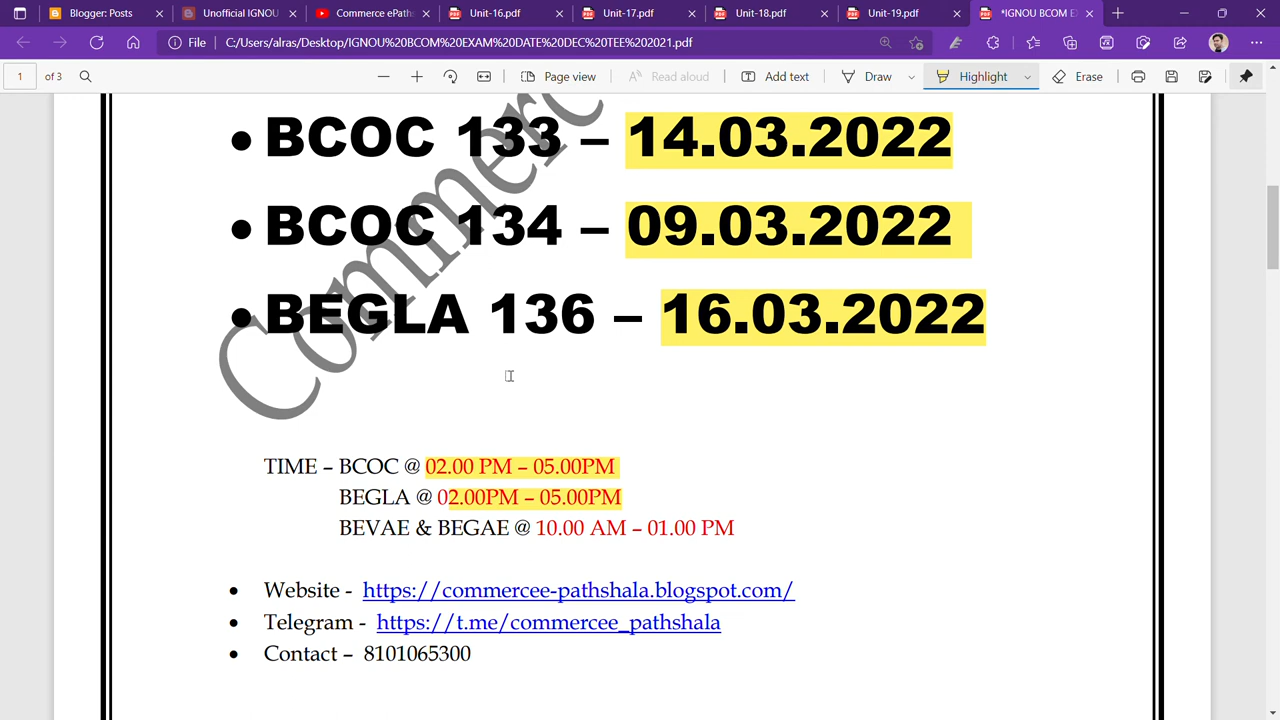 Blogger: Posts
Unofficial IGNOU
Commerce ePath
Unit-16.pdf
Unit-17.pdf
Unit-18.pdf
Unit-19.pdf
*IGNOU BCOM EX
File
C:/Users/alras/Desktop/IGNOU%20BCOM%20EXAM%20DATE%20DEC%20TEE%202021.pdf
1 of 3
Page view
Read aloud
Add text
Draw
Highlight
Erase
Commerc
• BCOC 133 – 14.03.2022
• BCOC 134 – 09.03.2022
• BEGLA 136 – 16.03.2022
TIME – BCOC @ 02.00 PM – 05.00PM
BEGLA @ 02.00PM – 05.00PM
BEVAE & BEGAE @ 10.00 AM – 01.00 PM
• Website - https://commercee-pathshala.blogspot.com/
• Telegram - https://t.me/commercee_pathshala
• Contact – 8101065300